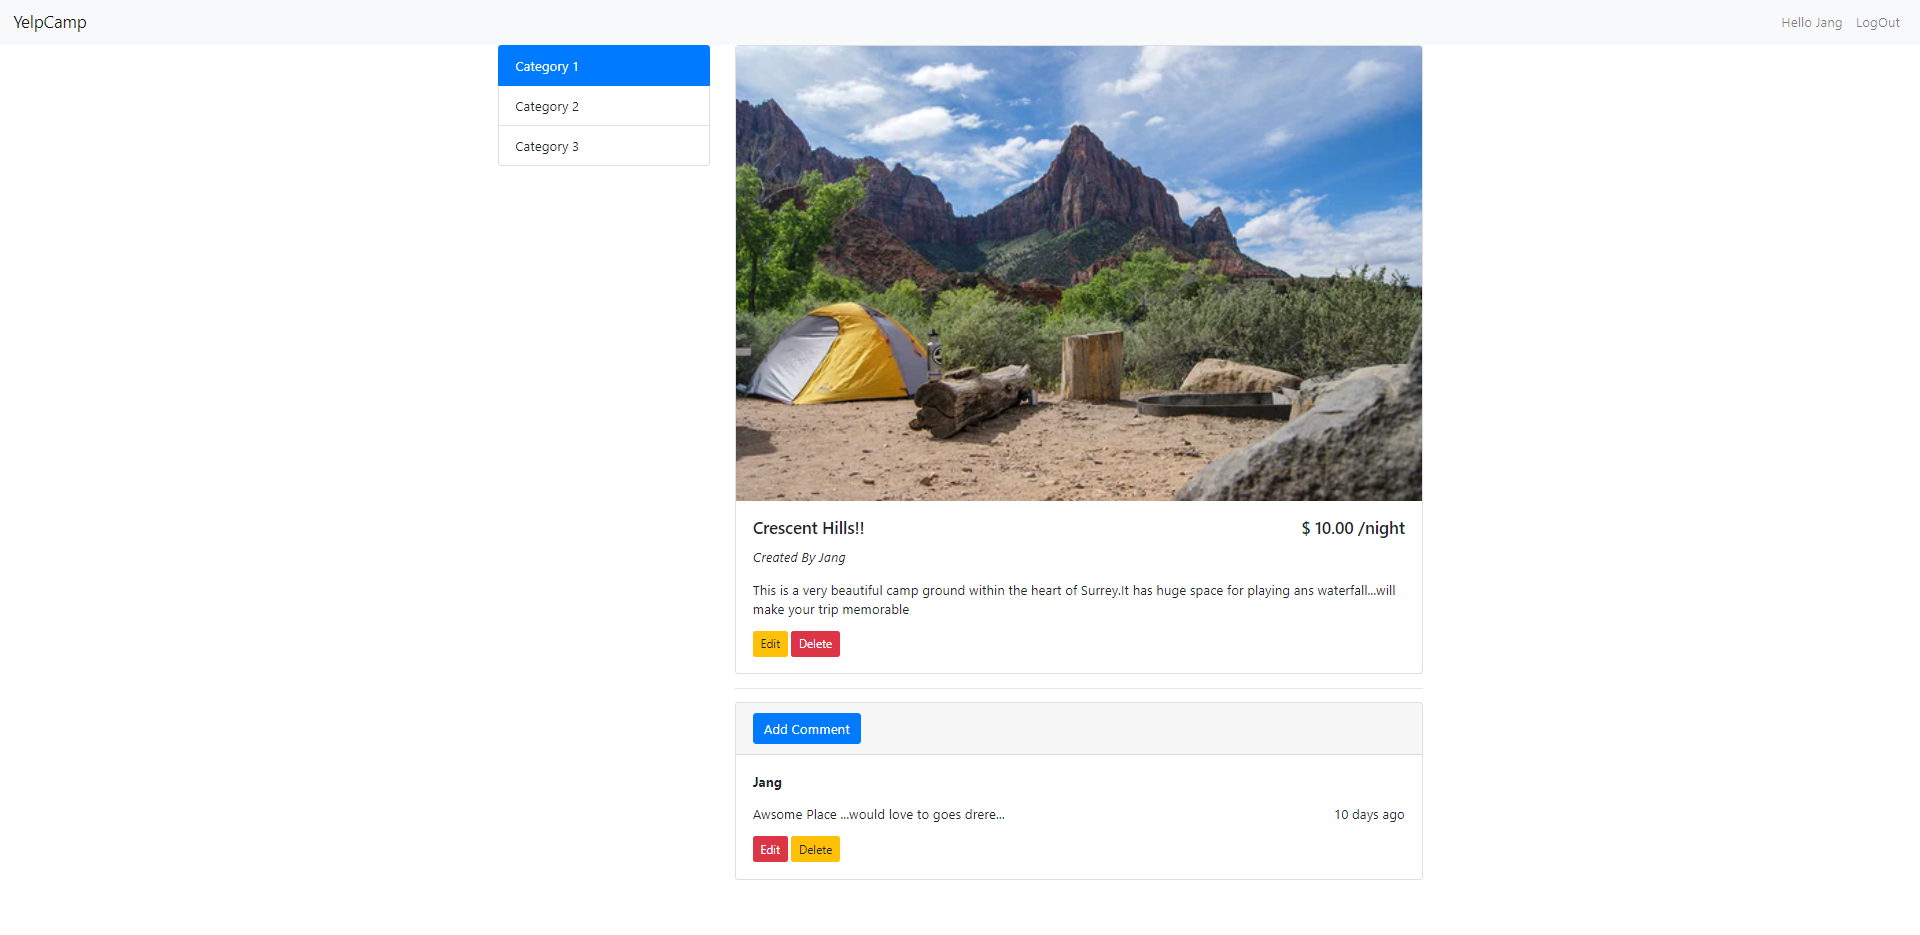 YelpCamp
Hello Jang LogOut
Category 1
Category 2
Category 3
Crescent Hills!!
$ 10.00 /night
Created By Jang
This is a very beautiful camp ground within the heart of Surrey.It has huge space for playing ans waterfall...will
make your trip memorable
Edit Delete
Add Comment
Jang
Awsome Place ...would love to goes drere...
10 days ago
Edit Delete